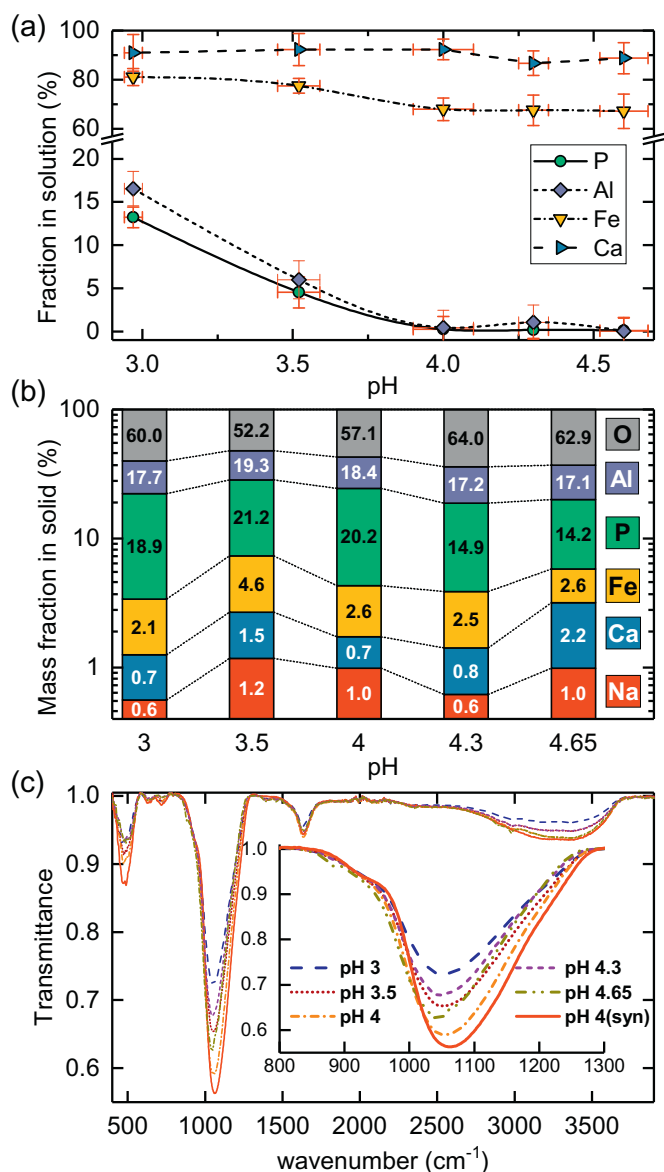 (a)
100
80
60
20
15
10
5
0
Fraction in solution (%)
P
Al
Fe
Ca
3.0 3.5 4.0 4.5
pH
(b)
100
10
1
Mass fraction in solid (%)
60.0 52.2 57.1 64.0 62.9 O
17.7 19.3 18.4 17.2 17.1 Al
18.9 21.2 20.2 14.9 14.2 P
2.1 4.6 2.6 2.5 2.6 Fe
0.7 1.5 0.7 0.8 2.2 Ca
0.6 1.2 1.0 0.6 1.0 Na
3 3.5 4 4.3 4.65
pH
(c)
1.0
0.9
0.8
0.7
0.6
Transmittance
1.0
0.9
0.8
0.7
0.6
pH 3 pH 4.3
pH 3.5 pH 4.65
pH 4 pH 4(syn)
800 900 1000 1100 1200 1300
500 1000 1500 2000 2500 3000 3500
wavenumber (cm⁻¹)